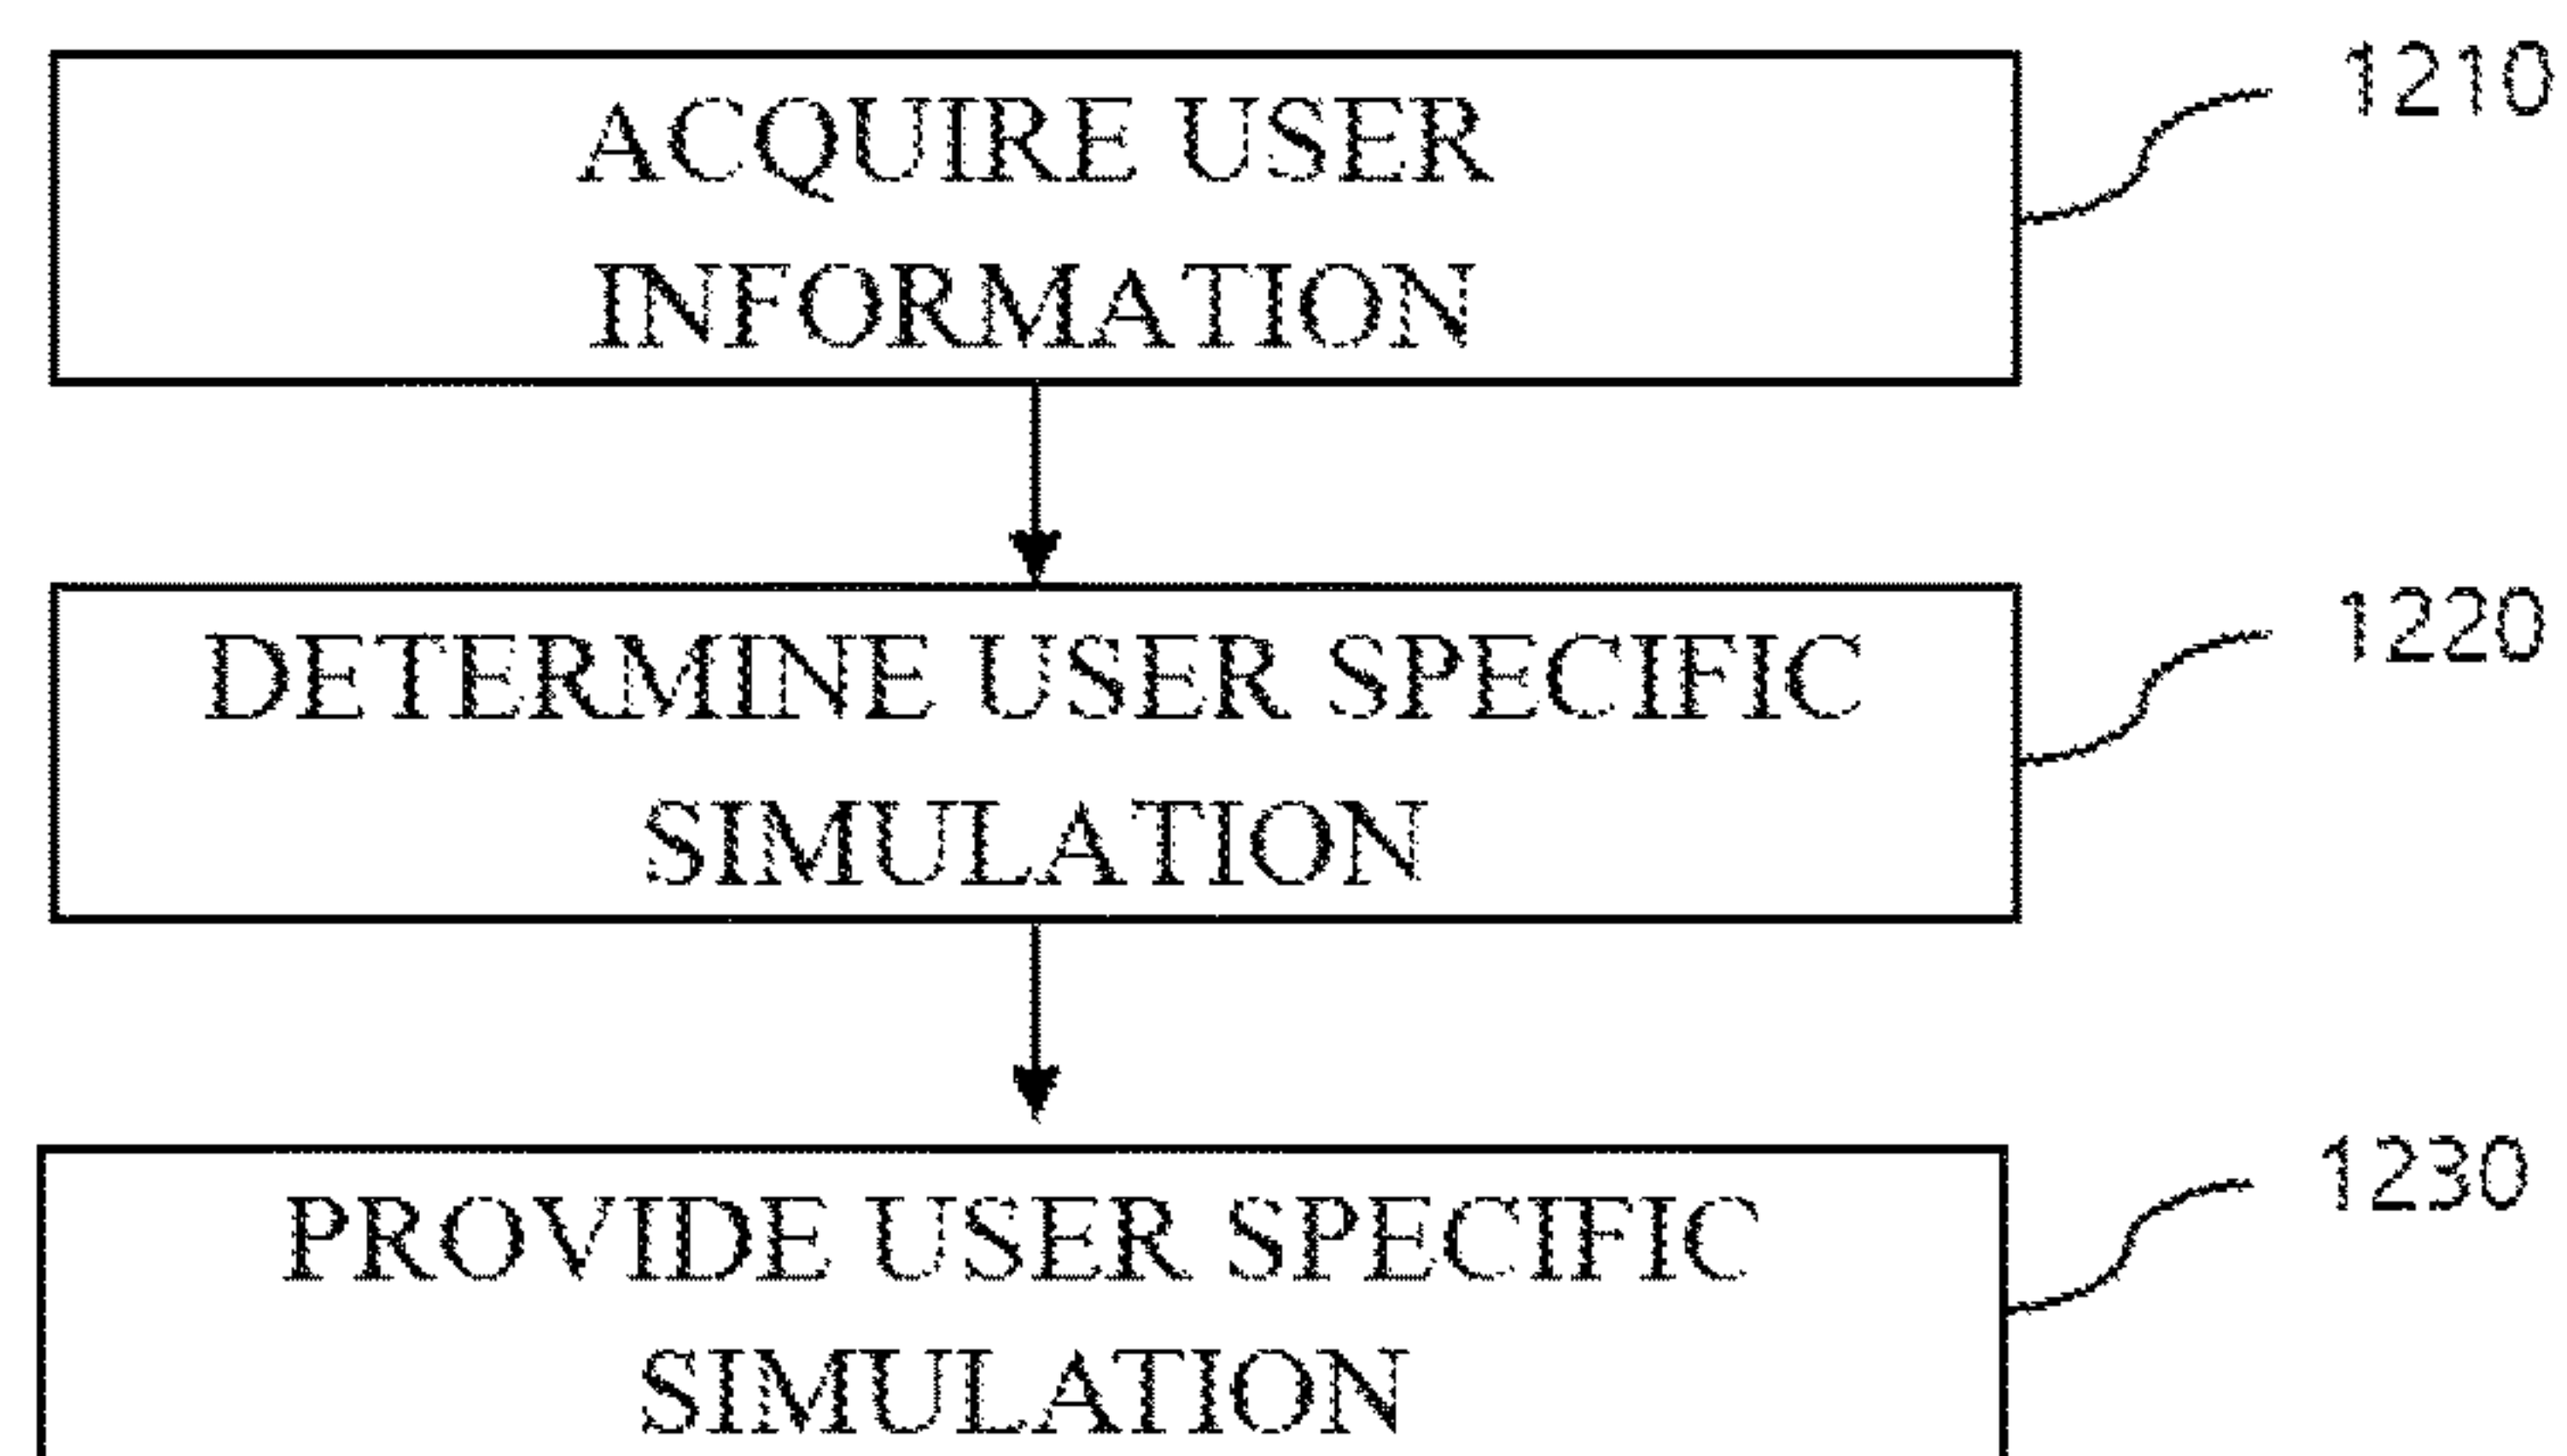 ACQUIRE USER
INFORMATION
1210
DETERMINE USER SPECIFIC
SIMULATION
1220
PROVIDE USER SPECIFIC
SIMULATION
1230